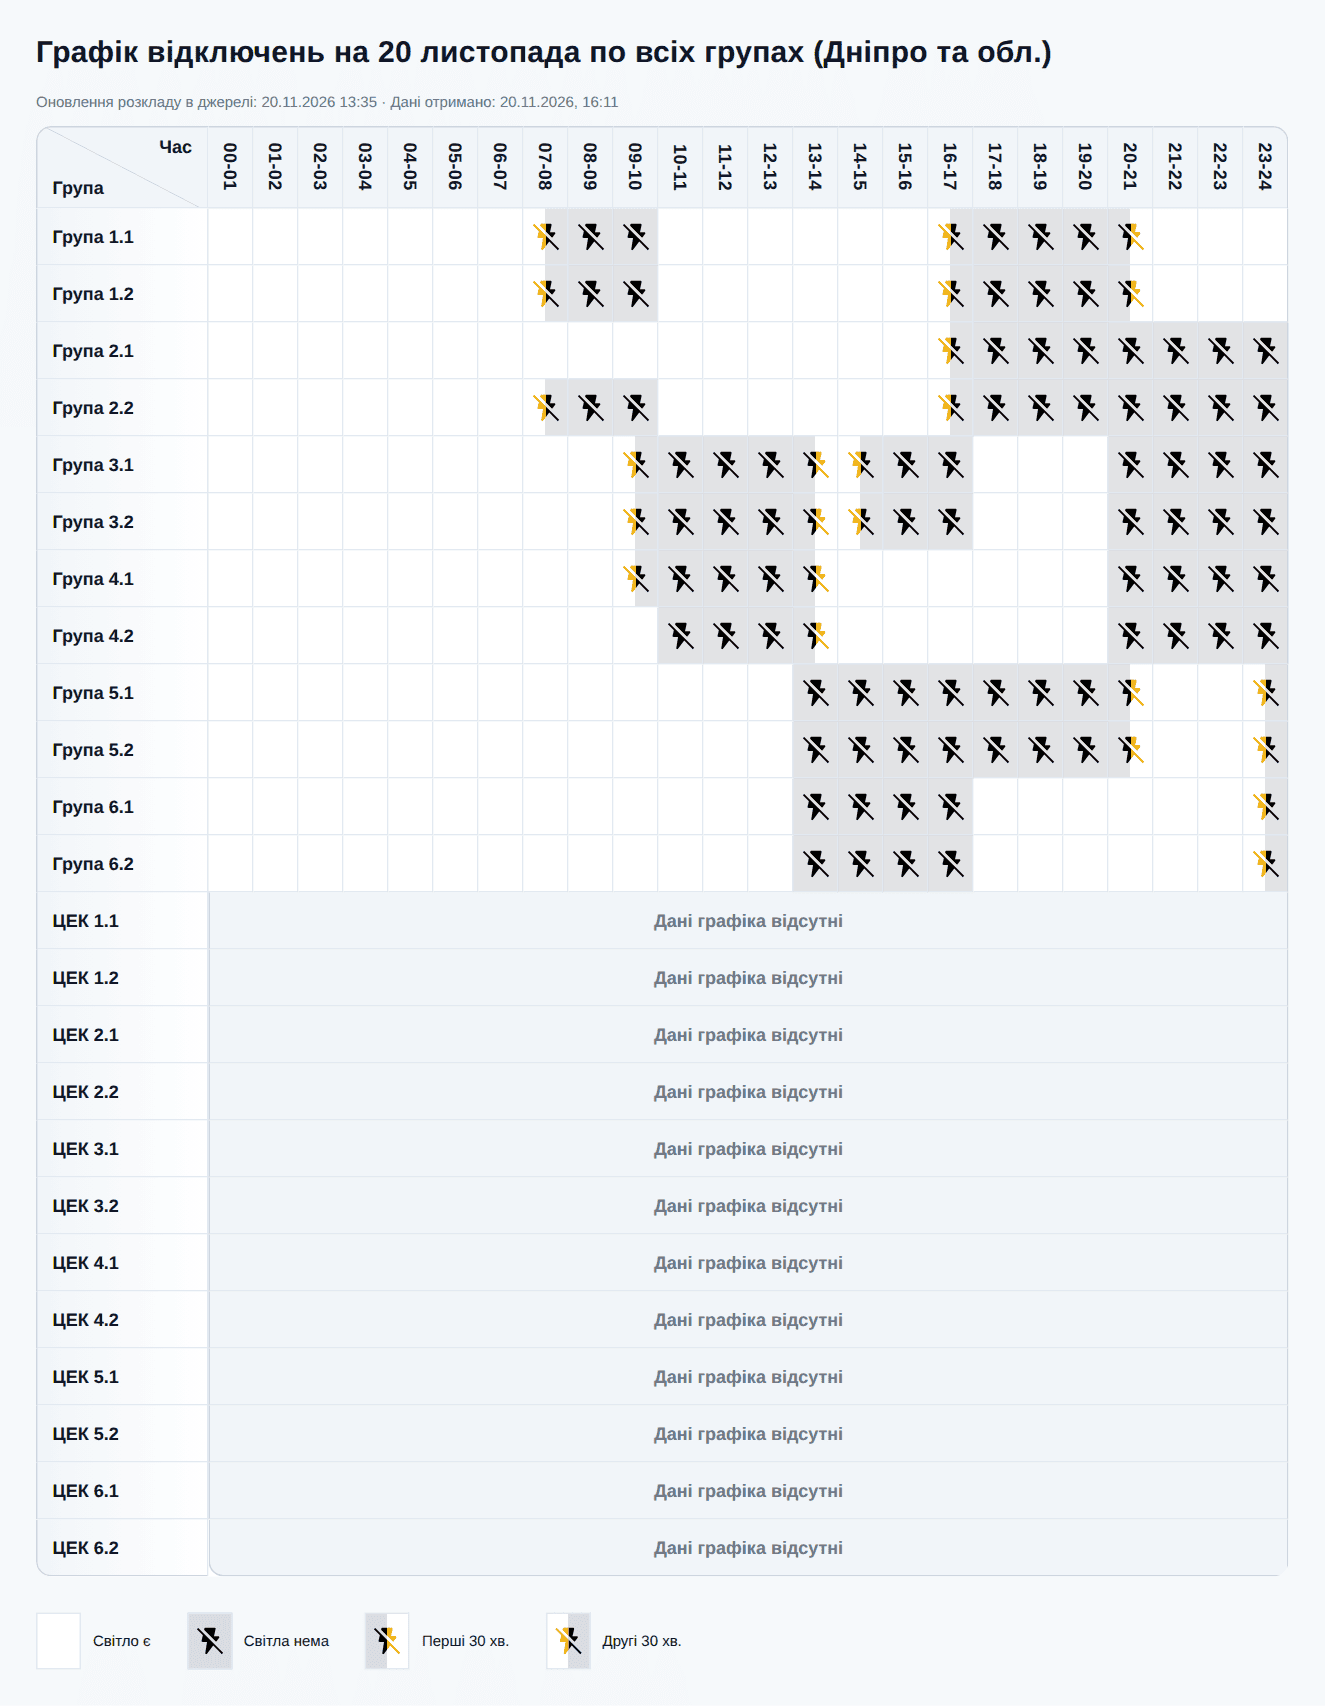 Графік відключень на 20 листопада по всіх групах (Дніпро та обл.)
Оновлення розкладу в джерелі: 20.11.2026 13:35 · Дані отримано: 20.11.2026, 16:11
Час
Група
00-01 01-02 02-03 03-04 04-05 05-06 06-07 07-08 08-09 09-10 10-11 11-12 12-13 13-14 14-15 15-16 16-17 17-18 18-19 19-20 20-21 21-22 22-23 23-24
Група 1.1
Група 1.2
Група 2.1
Група 2.2
Група 3.1
Група 3.2
Група 4.1
Група 4.2
Група 5.1
Група 5.2
Група 6.1
Група 6.2
ЦЕК 1.1 Дані графіка відсутні
ЦЕК 1.2 Дані графіка відсутні
ЦЕК 2.1 Дані графіка відсутні
ЦЕК 2.2 Дані графіка відсутні
ЦЕК 3.1 Дані графіка відсутні
ЦЕК 3.2 Дані графіка відсутні
ЦЕК 4.1 Дані графіка відсутні
ЦЕК 4.2 Дані графіка відсутні
ЦЕК 5.1 Дані графіка відсутні
ЦЕК 5.2 Дані графіка відсутні
ЦЕК 6.1 Дані графіка відсутні
ЦЕК 6.2 Дані графіка відсутні
Світло є Світла нема Перші 30 хв. Другі 30 хв.